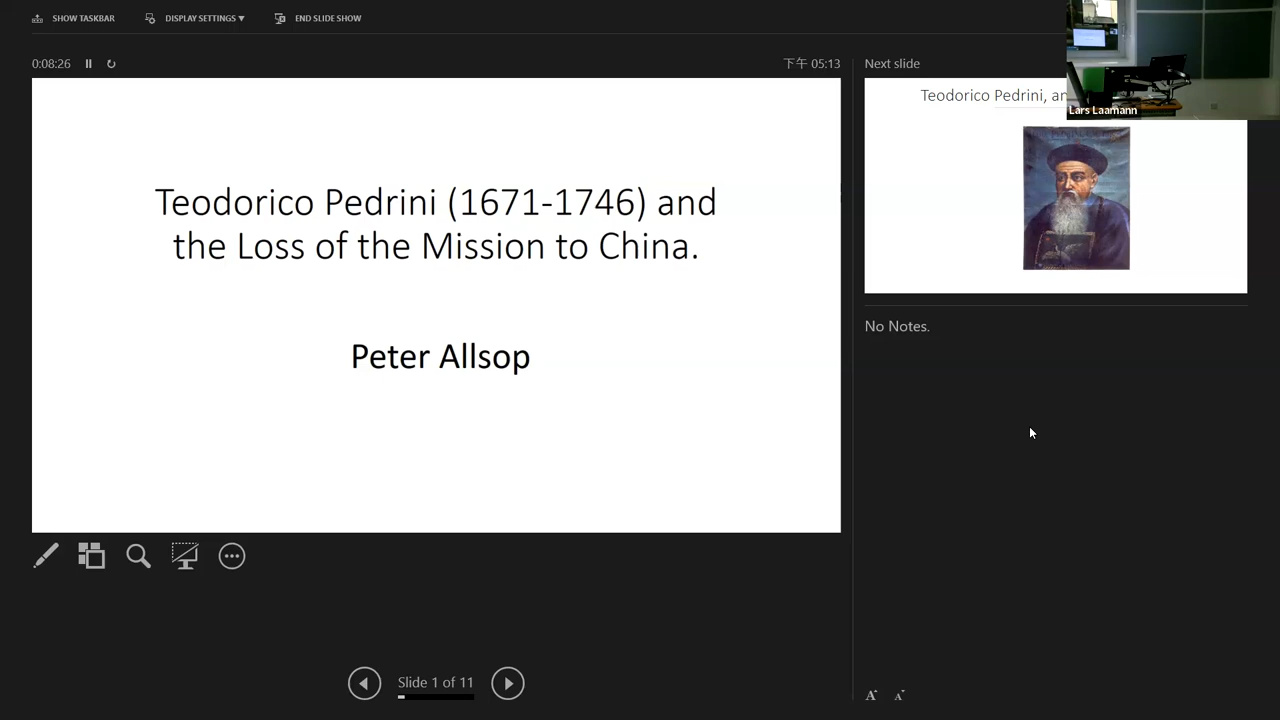 SHOW TASKBAR
DISPLAY SETTINGS
END SLIDE SHOW
0:08:26
下午 05:13
Teodorico Pedrini (1671-1746) and
the Loss of the Mission to China.
Peter Allsop
Next slide
Teodorico Pedrini, an
Lars Laamann
No Notes.
Slide 1 of 11
A
A